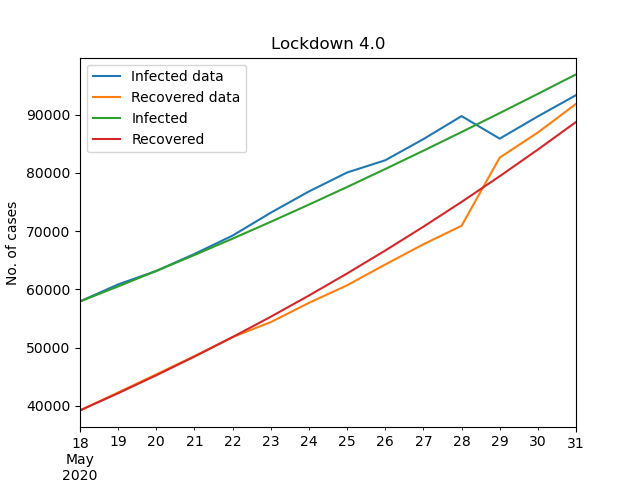 Lockdown 4.0
Infected data
Recovered data
Infected
Recovered
No. of cases
90000
80000
70000
60000
50000
40000
18 19 20 21 22 23 24 25 26 27 28 29 30 31
May
2020